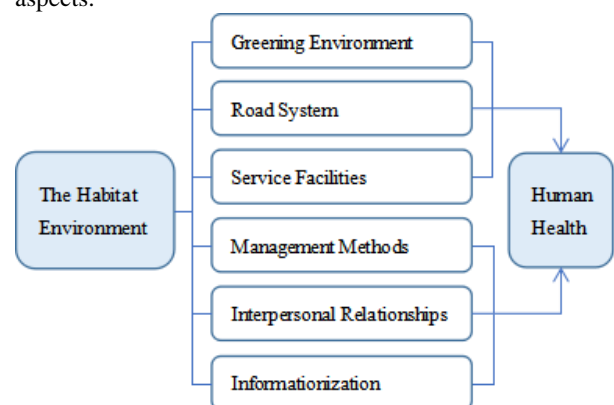 aspects.
Greening Environment
Road System
Service Facilities
The Habitat
Environment
Human
Health
Management Methods
Interpersonal Relationships
Informationization